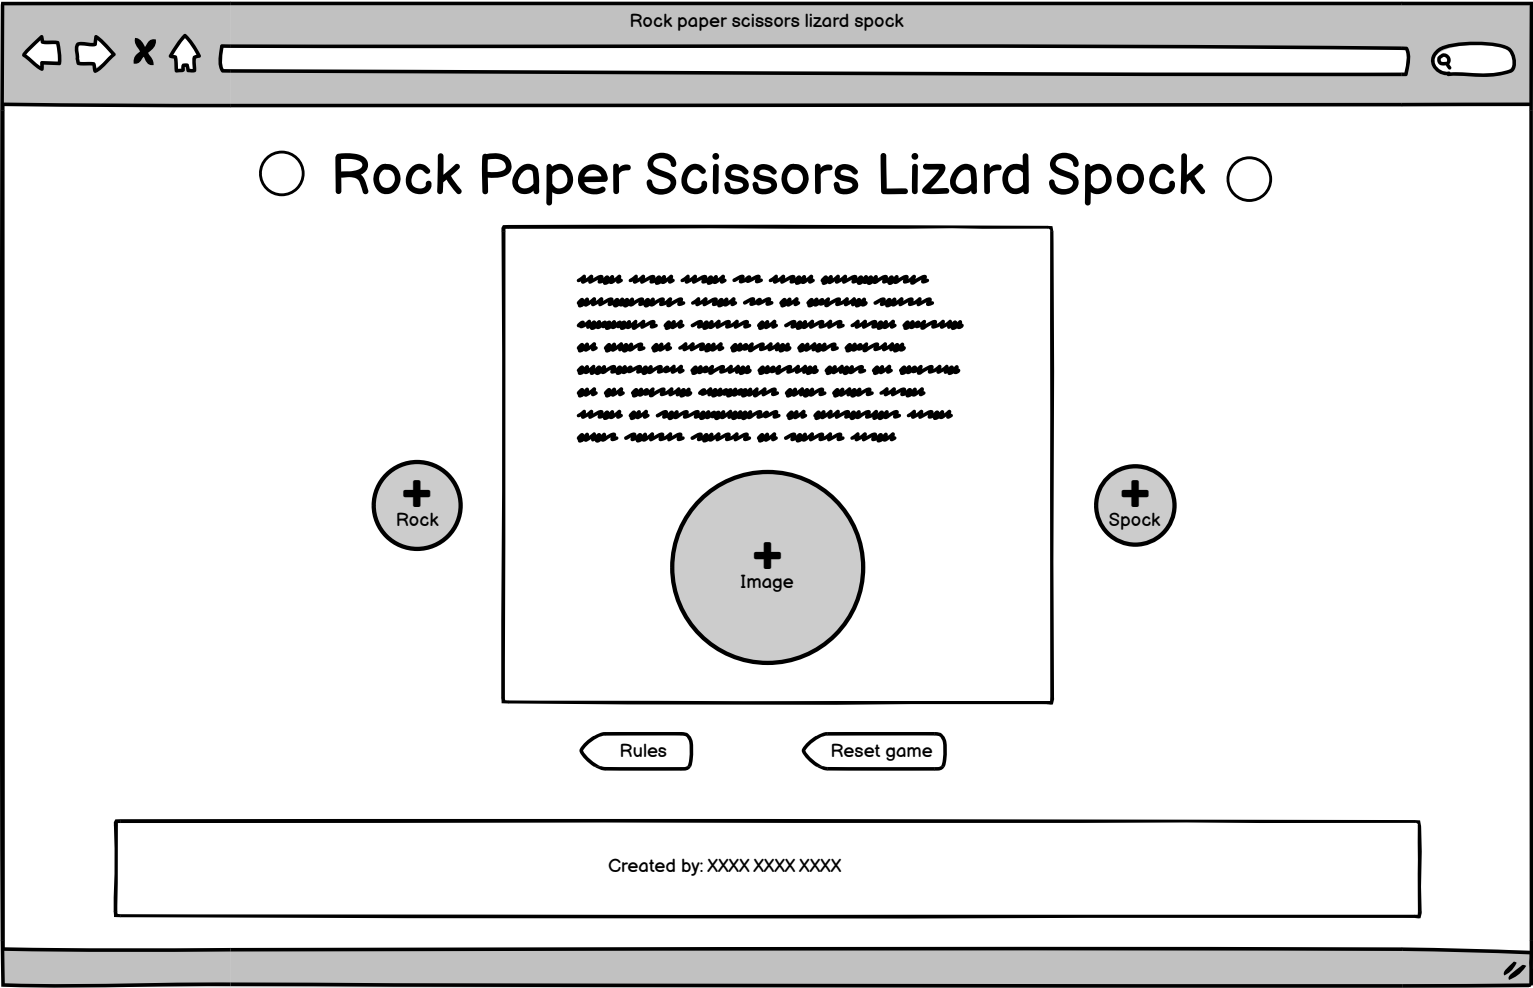 Rock paper scissors lizard spock
Rock Paper Scissors Lizard Spock
Rock
Spock
Image
Rules
Reset game
Created by: XXXX XXXX XXXX